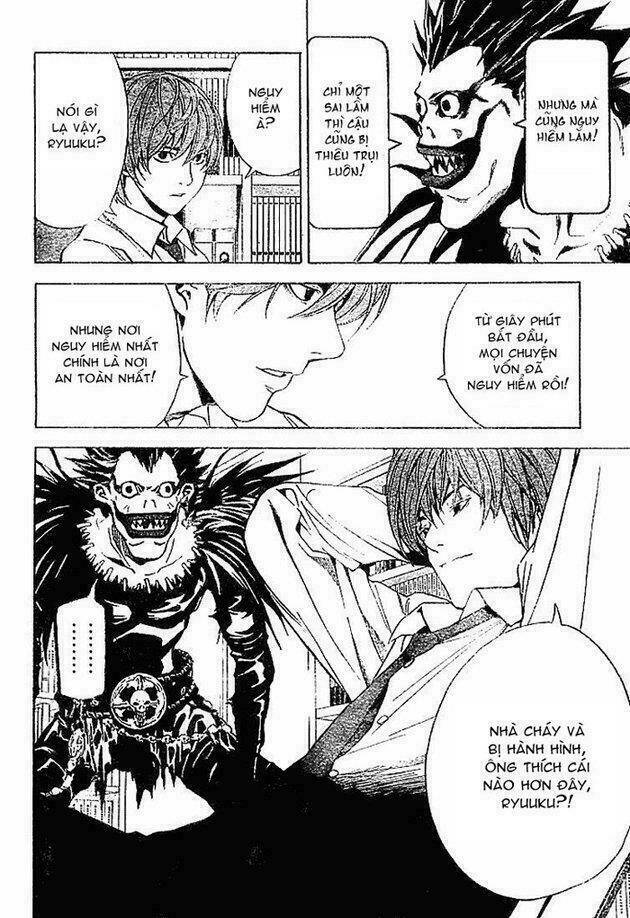 NHƯNG MÀ
CŨNG NGUY
HIỂM LẮM!
CHỈ MỘT
SAI LẦM
THÌ CẬU
CŨNG BỊ
THIÊU TRỤI
LUÔN!
NGUY
HIỂM
À?
NÓI GÌ
LẠ VẬY,
RYUUKU?
TỪ GIÂY PHÚT
BẮT ĐẦU,
MỌI CHUYỆN
VỐN ĐÃ
NGUY HIỂM RỒI!
NHƯNG NƠI
NGUY HIỂM NHẤT
CHÍNH LÀ NƠI
AN TOÀN NHẤT!
.........
NHÀ CHÁY VÀ
BỊ HÀNH HÌNH,
ÔNG THÍCH CÁI
NÀO HƠN ĐÂY,
RYUUKU?!